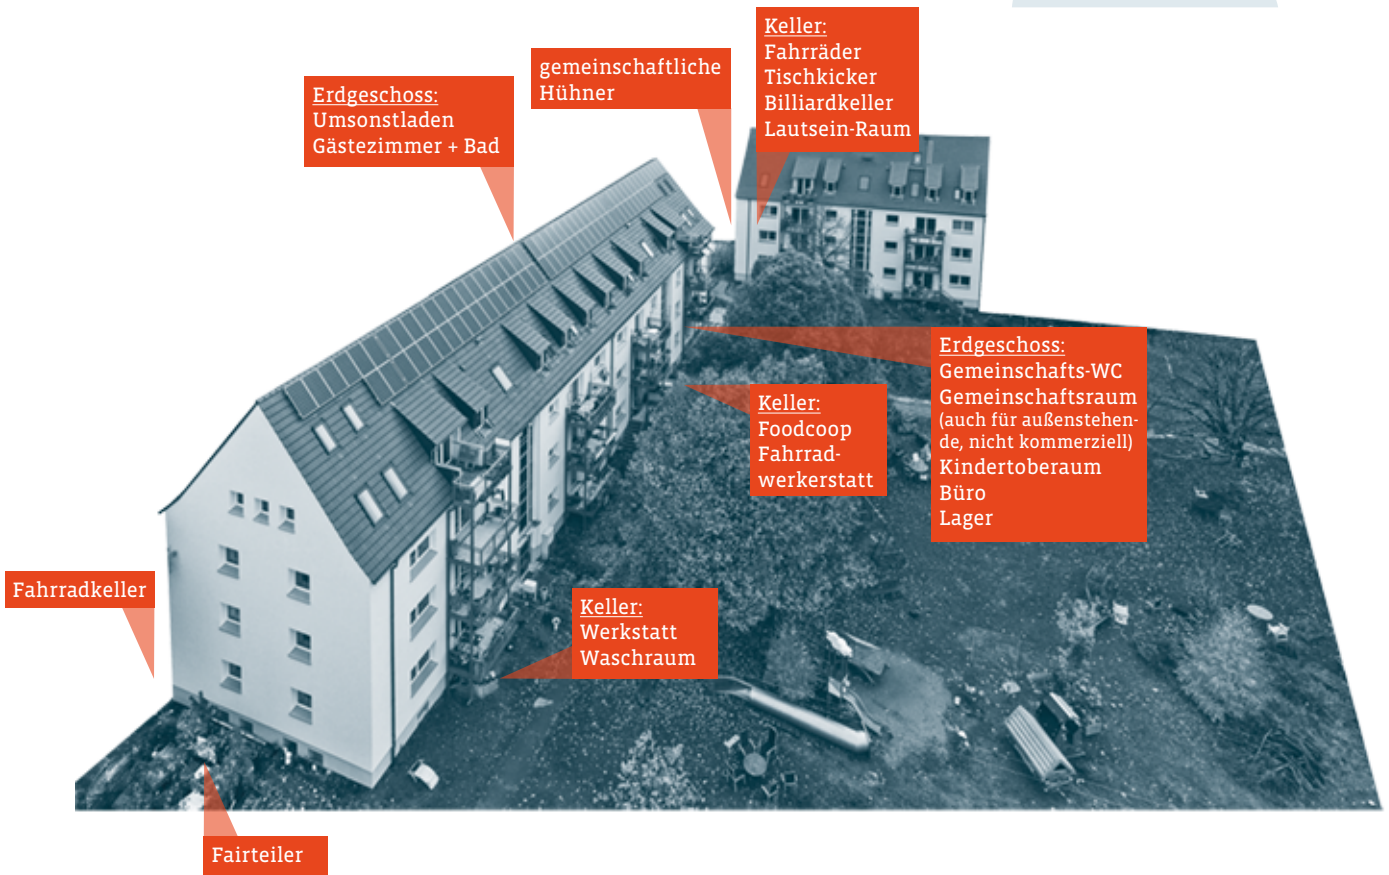 Keller:
Fahrräder
Tischkicker
Billiardkeller
Lautsein-Raum
gemeinschaftliche
Hühner
Erdgeschoss:
Umsonstladen
Gästezimmer + Bad
Erdgeschoss:
Gemeinschafts-WC
Gemeinschaftsraum
(auch für außenstehen-
de, nicht kommerziell)
Kindertoberaum
Büro
Lager
Keller:
Foodcoop
Fahrrad-
werkerstatt
Fahrradkeller
Keller:
Werkstatt
Waschraum
Fairteiler